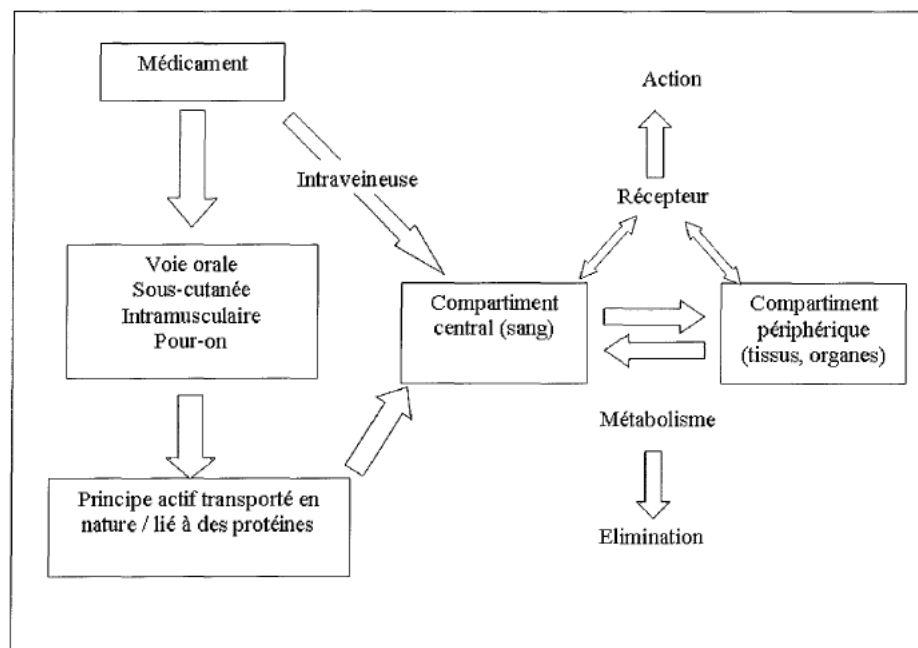 Médicament
Action
Intraveineuse
Récepteur
Voie orale
Sous-cutanée
Intramusculaire
Pour-on
Compartiment
central (sang)
Compartiment
périphérique
(tissus, organes)
Métabolisme
Principe actif transporté en
nature / lié à des protéines
Elimination